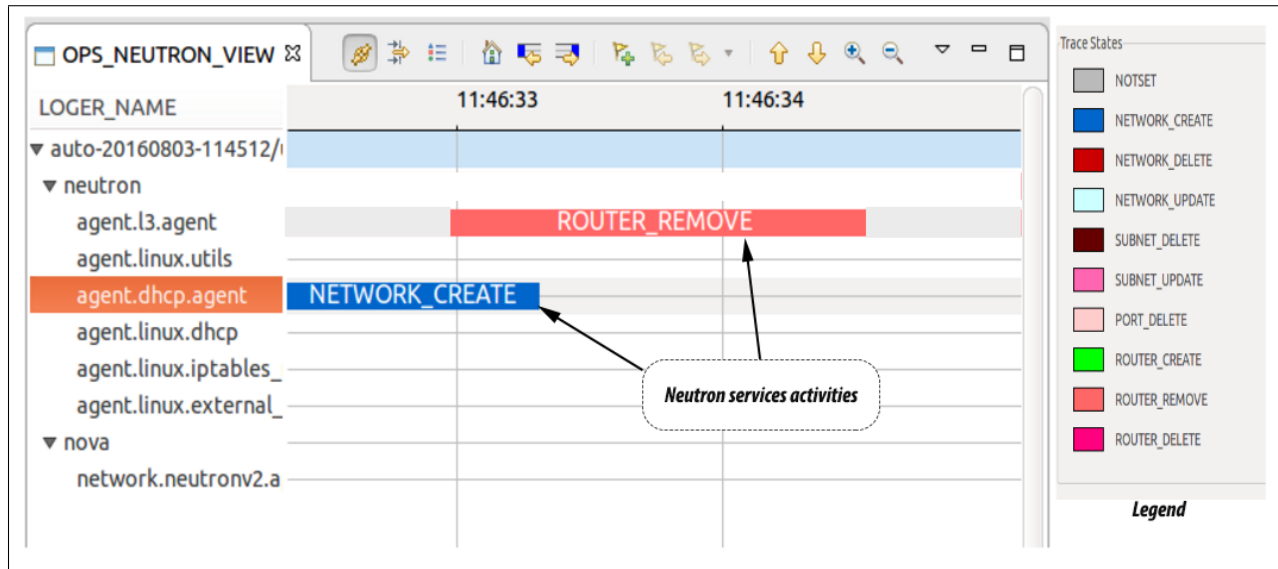 OPS_NEUTRON_VIEW
LOGER_NAME
11:46:33 11:46:34
auto-20160803-114512/
neutron
agent.l3.agent
ROUTER_REMOVE
agent.linux.utils
agent.dhcp.agent
NETWORK_CREATE
agent.linux.dhcp
agent.linux.iptables_
agent.linux.external_
Neutron services activities
nova
network.neutronv2.a
Trace States
NOTSET
NETWORK_CREATE
NETWORK_DELETE
NETWORK_UPDATE
SUBNET_DELETE
SUBNET_UPDATE
PORT_DELETE
ROUTER_CREATE
ROUTER_REMOVE
ROUTER_DELETE
Legend